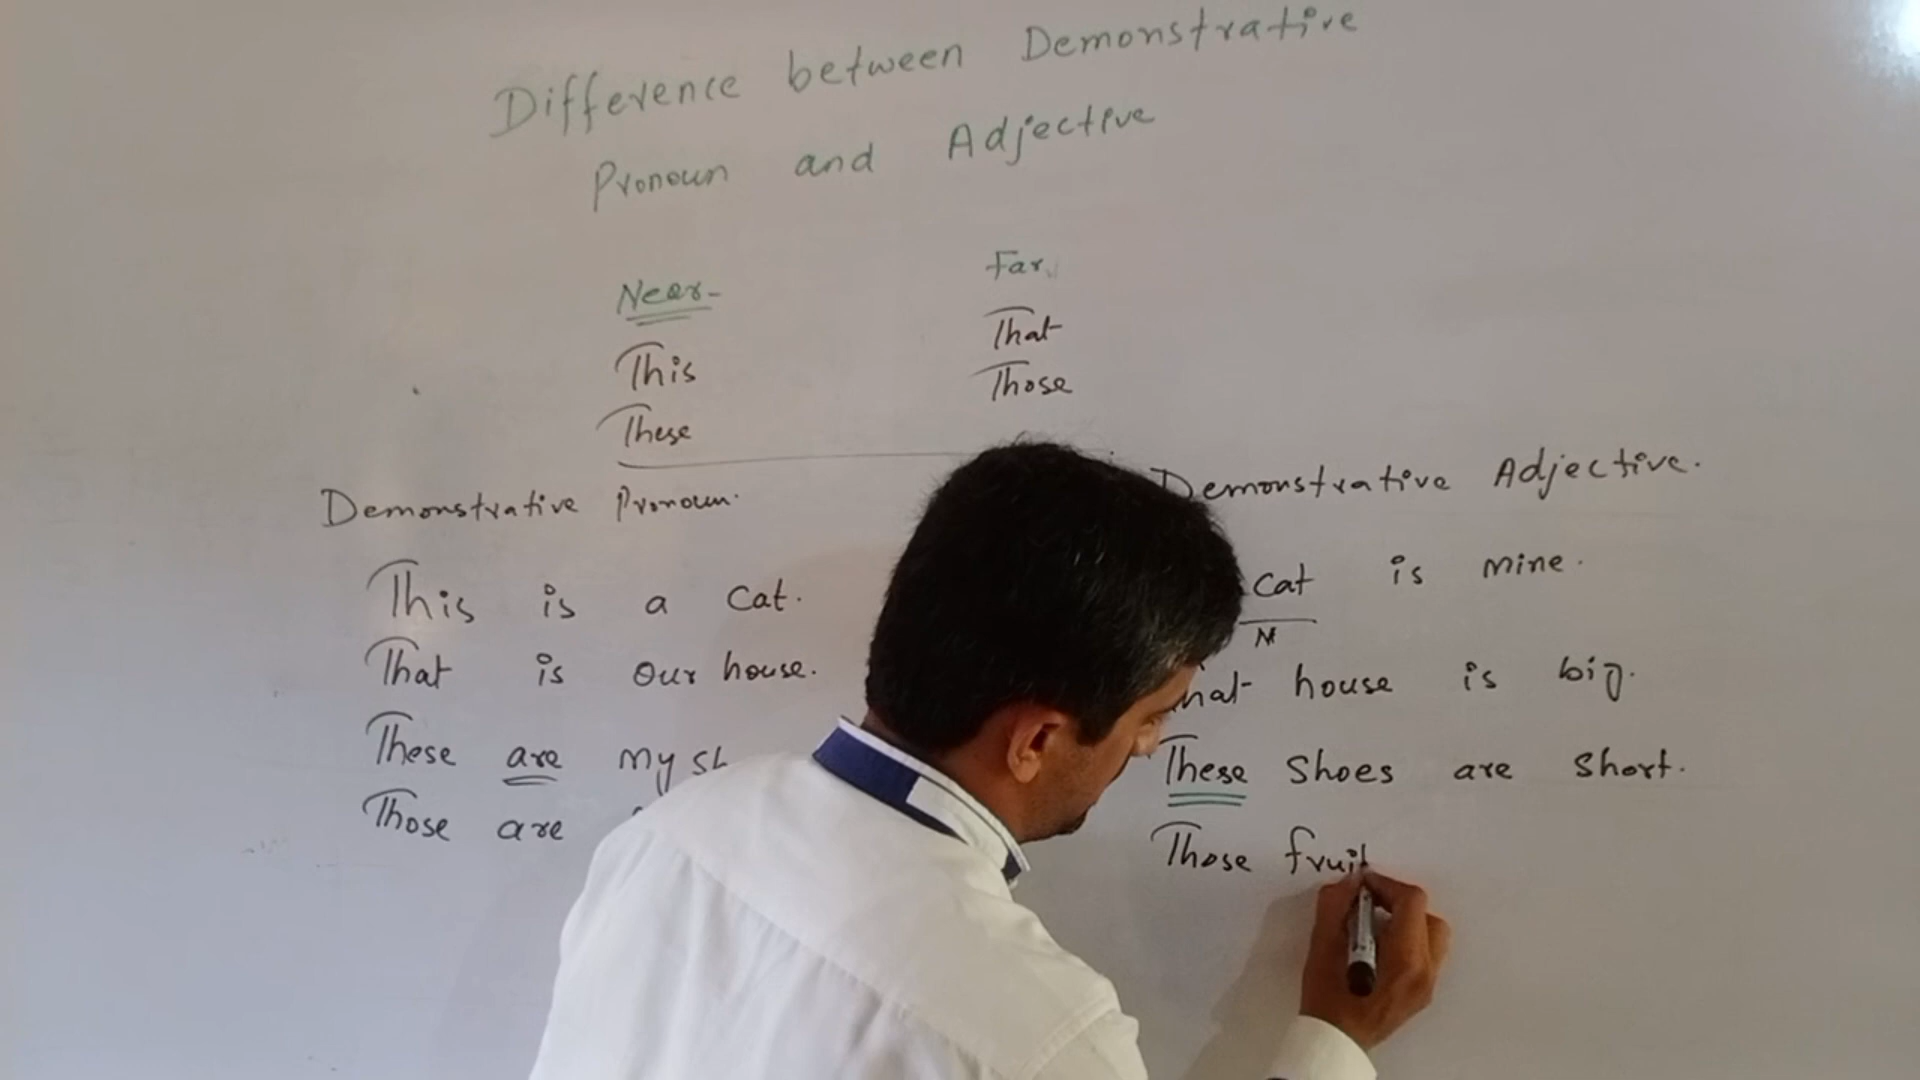 Difference between Demonstrative
Pronoun and Adjective
Near Far
This That
These Those
Demonstrative Pronoun.
This is a cat.
That is our house.
These are my
Those are
Demonstrative Adjective.
cat is mine.
N
house is big.
These shoes are short.
Those